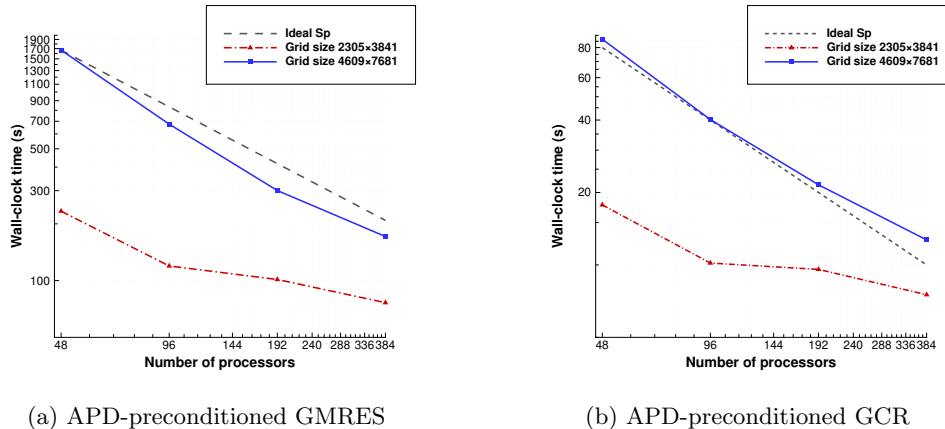 Ideal Sp
Grid size 2305×3841
Grid size 4609×7681
1900
1700
1500
1300
1100
900
700
500
300
100
Wall-clock time (s)
48
96
144
192
240
288
336
384
Number of processors
(a) APD-preconditioned GMRES
Ideal Sp
Grid size 2305×3841
Grid size 4609×7681
80
60
40
20
Wall-clock time (s)
48
96
144
192
240
288
336
384
Number of processors
(b) APD-preconditioned GCR